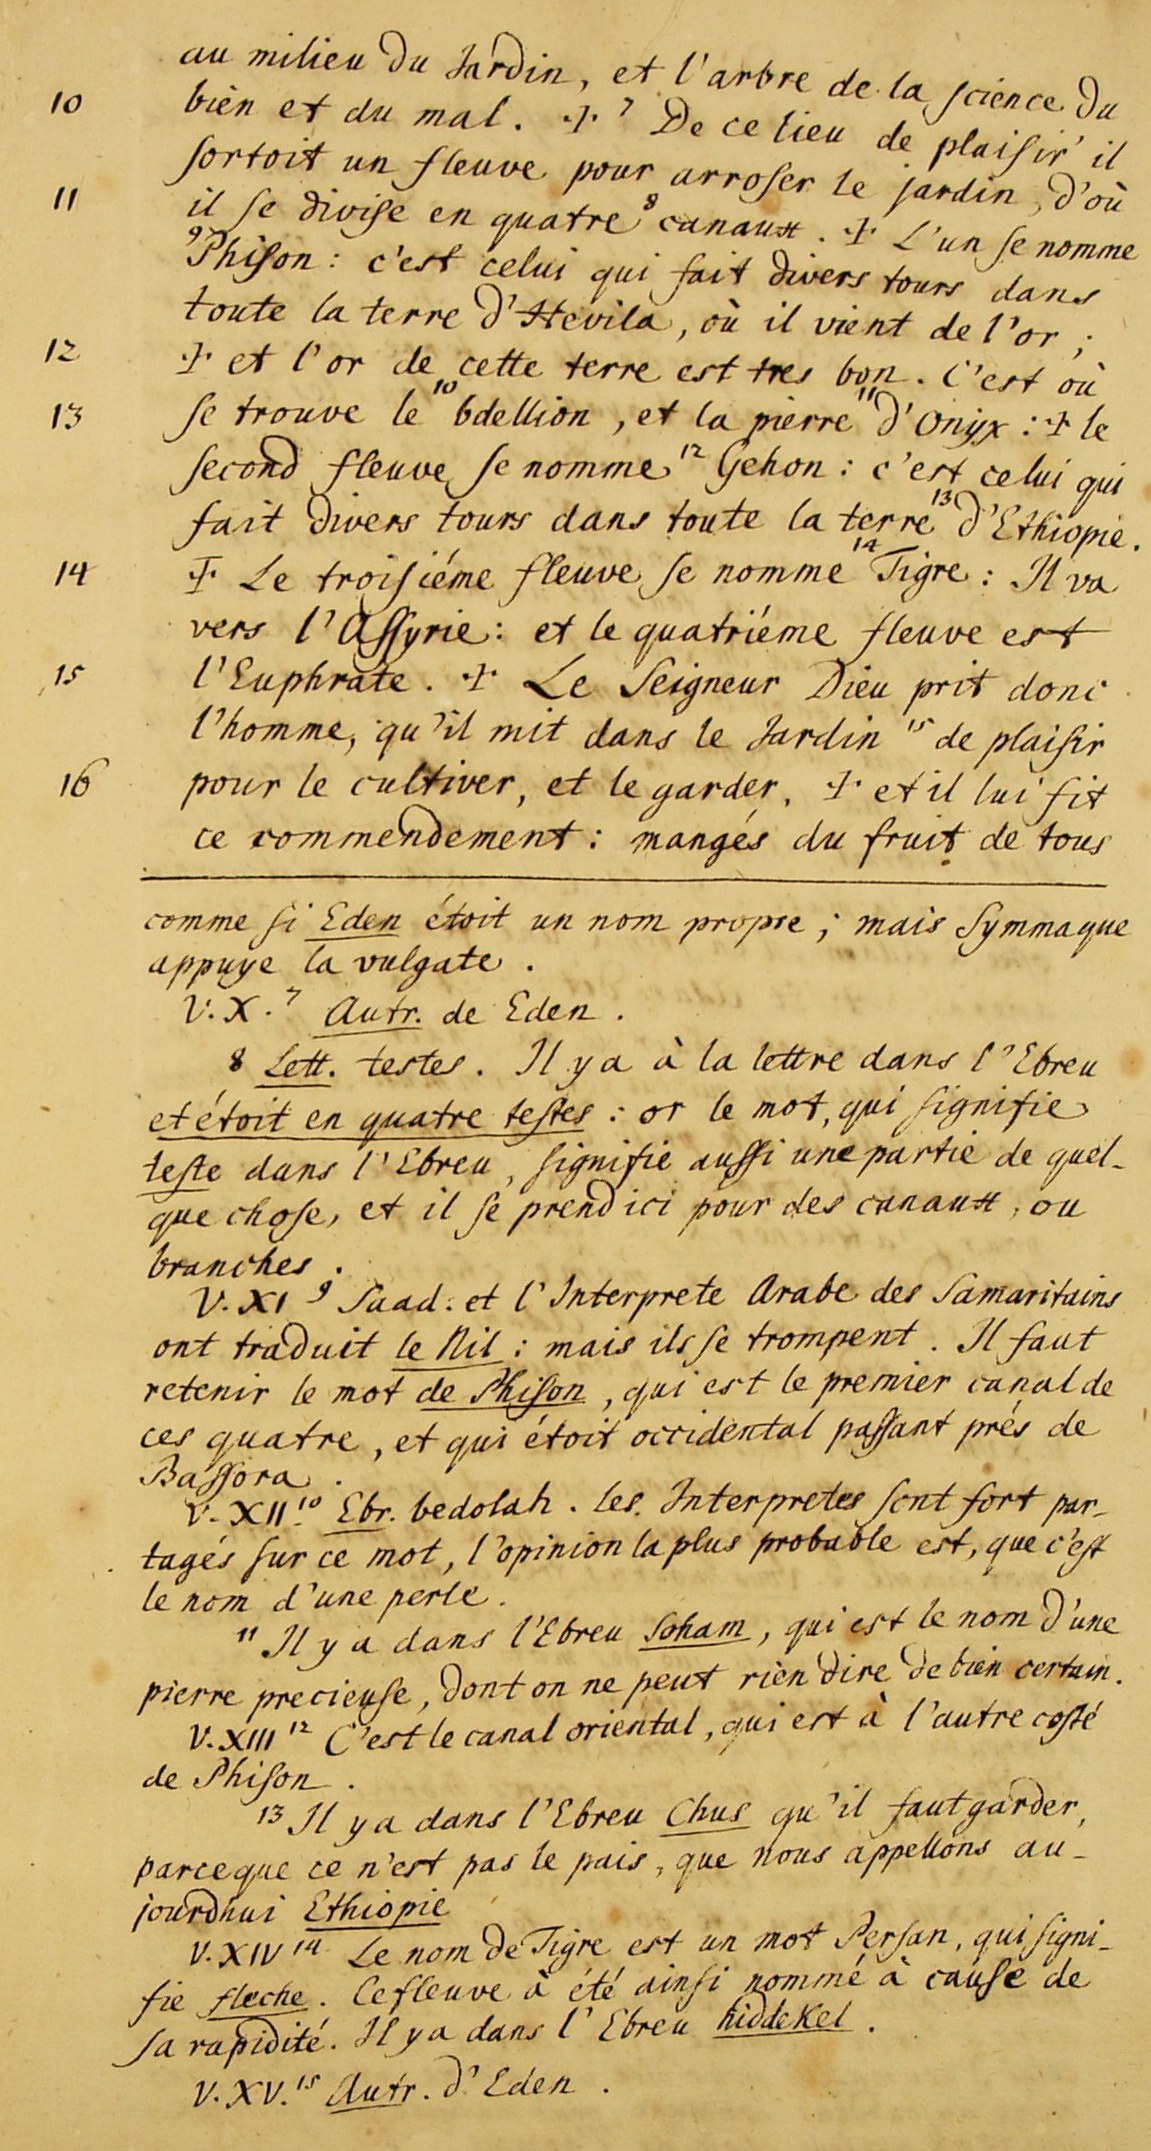 au milieu du Jardin, et l'arbre de la science du
10 bien et du mal. ✢ 7 De ce lieu de plaisir il
sortoit un fleuve pour arroser le jardin, d'où
11 il se divise en quatre 8 canaux. ✢ L'un se nomme
9 Phison: c'est celui qui fait divers tours dans
toute la terre d'Hevila, où il vient de l'or;
12 ✢ et l'or de cette terre est tres bon. C'est où
13 se trouve le 10 bdellion, et la pierre 11 d'Onyx: ✢ le
second fleuve se nomme 12 Gehon: c'est celui qui
fait divers tours dans toute la terre 13 d'Ethiopie.
14 ✢ Le troisiéme fleuve se nomme 14 Tigre: Il va
vers l'Assyrie: et le quatriéme fleuve est
15 l'Euphrate. ✢ Le Seigneur Dieu prit donc
l'homme, qu'il mit dans le Jardin 15 de plaisir
16 pour le cultiver, et le garder, ✢ et il lui fit
ce commendement: mangés du fruit de tous
comme si Eden étoit un nom propre; mais Symmaque
appuye la vulgate.
V. X. 7 Autr. de Eden.
8 Lett. testes. Il y a à la lettre dans l'Ebreu
et étoit en quatre testes: or le mot, qui signifie
teste dans l'Ebreu, signifie aussi une partie de quel-
que chose, et il se prend ici pour des canaux, ou
branches.
V. XI 9 Saad. et l'Interprete Arabe des Samaritains
ont traduit le Nil: mais ils se trompent. Il faut
retenir le mot de Phison, qui est le premier canal de
ces quatre, et qui étoit occidental passant prés de
Bassora.
V. XII. 10 Ebr. bedolah. les Interpretes sont fort par-
tagés sur ce mot, l'opinion la plus probable est, que c'est
le nom d'une perle.
11 Il y a dans l'Ebreu Soham, qui est le nom d'une
pierre precieuse, dont on ne peut rien dire de bien certain.
V. XIII 12 C'est le canal oriental, qui est à l'autre costé
de Phison.
13 Il y a dans l'Ebreu Chus qu'il faut garder,
parceque ce n'est pas le pais, que nous appellons au-
jourdhui Ethiopie
V. XIV 14 Le nom de Tigre est un mot Persan, qui signi-
fie fleche. Ce fleuve à été ainsi nommé à cause de
sa rapidité. Il y a dans l'Ebreu hiddekel.
V. XV. 15 Autr. d'Eden.